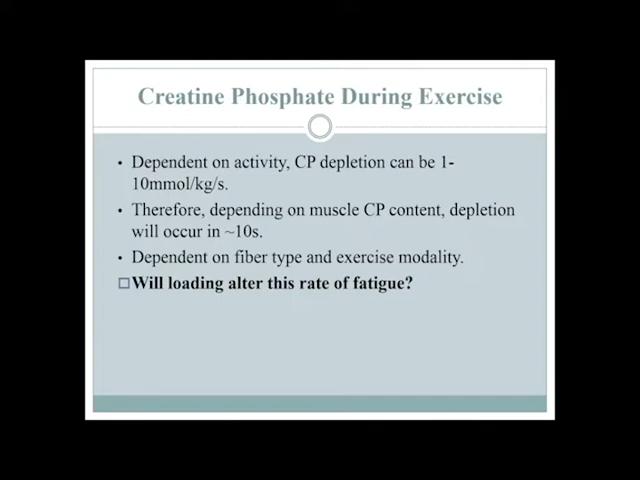 Creatine Phosphate During Exercise
• Dependent on activity, CP depletion can be 1-
10mmol/kg/s.
• Therefore, depending on muscle CP content, depletion
will occur in ~10s.
• Dependent on fiber type and exercise modality.
□Will loading alter this rate of fatigue?